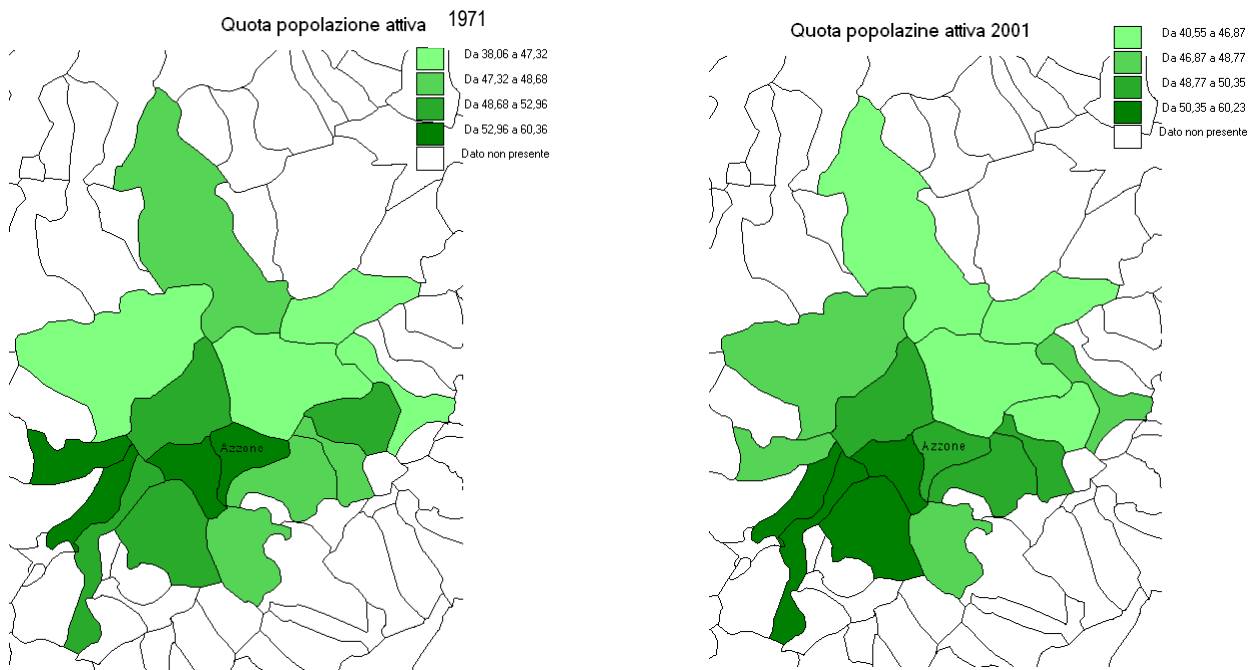 Quota popolazione attiva 1971
Da 38,06 a 47,32
Da 47,32 a 48,68
Da 48,68 a 52,96
Da 52,96 a 60,36
Dato non presente
Azzone
Quota popolazine attiva 2001
Da 40,55 a 46,87
Da 46,87 a 48,77
Da 48,77 a 50,35
Da 50,35 a 60,23
Dato non presente
Azzone